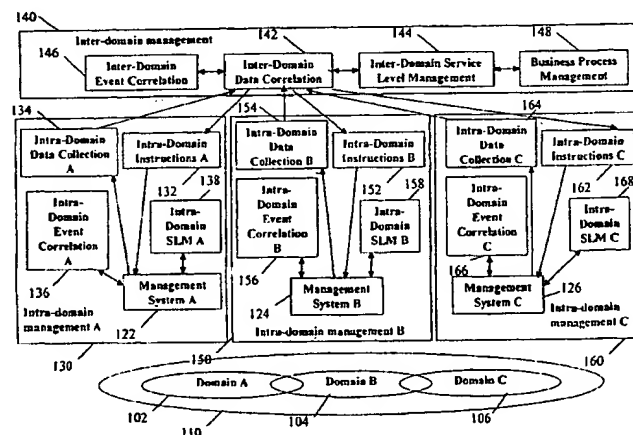 140
142
144
148
Inter-domain management
146
Inter-Domain
Event Correlation
Inter-Domain
Data Correlation
Inter-Domain Service
Level Management
Business Process
Management
134
154
164
Intra-Domain
Data Collection
A
Intra-Domain
Instructions A
Intra-Domain
Data
Collection B
Intra-Domain
Instructions B
Intra-Domain
Data
Collection C
Intra-Domain
Instructions C
132
138
152
158
162
168
Intra-
Domain
Event
Correlation
A
Intra-
Domain
SLM A
Intra-
Domain
Event
Correlation
B
Intra-
Domain
SLM B
Intra-
Domain
Event
Correlation
C
Intra-
Domain
SLM C
136
156
166
Management
System A
Management
System B
Management
System C
124
126
Intra-domain
management A
122
Intra-domain management B
Intra-domain
management C
130
150
160
Domain A
Domain B
Domain C
102
104
106
110